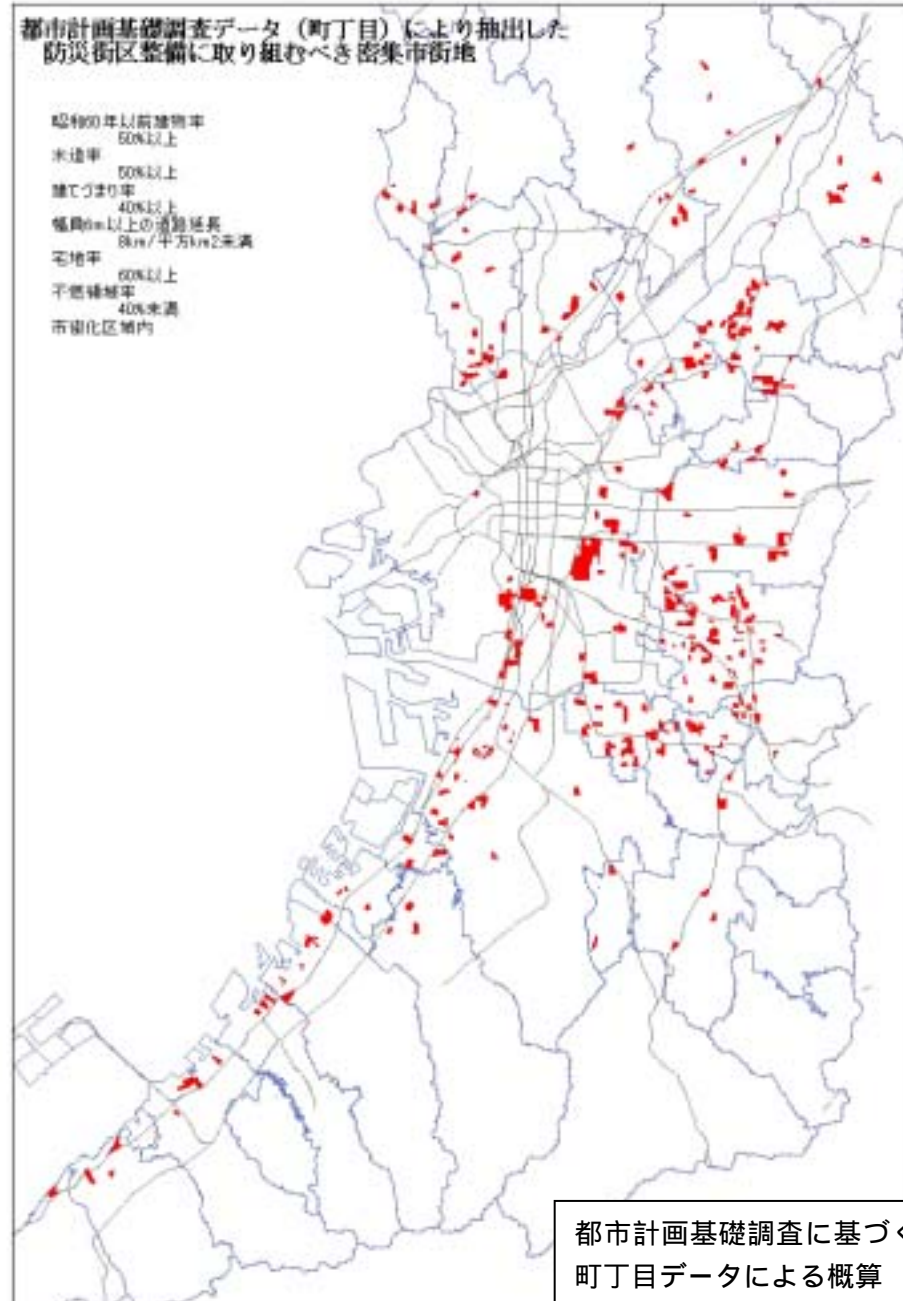 都市計画基礎調査データ（町丁目）により抽出した
防災街区整備に取り組むべき密集市街地
昭和60年以前建物率
50%以上
木造率
50%以上
建てづまり率
40%以上
幅員6m以上の道路延長
8km/平方km2未満
宅地率
60%以上
不燃領域率
40%未満
市街化区域内
都市計画基礎調査に基づく
町丁目データによる概算